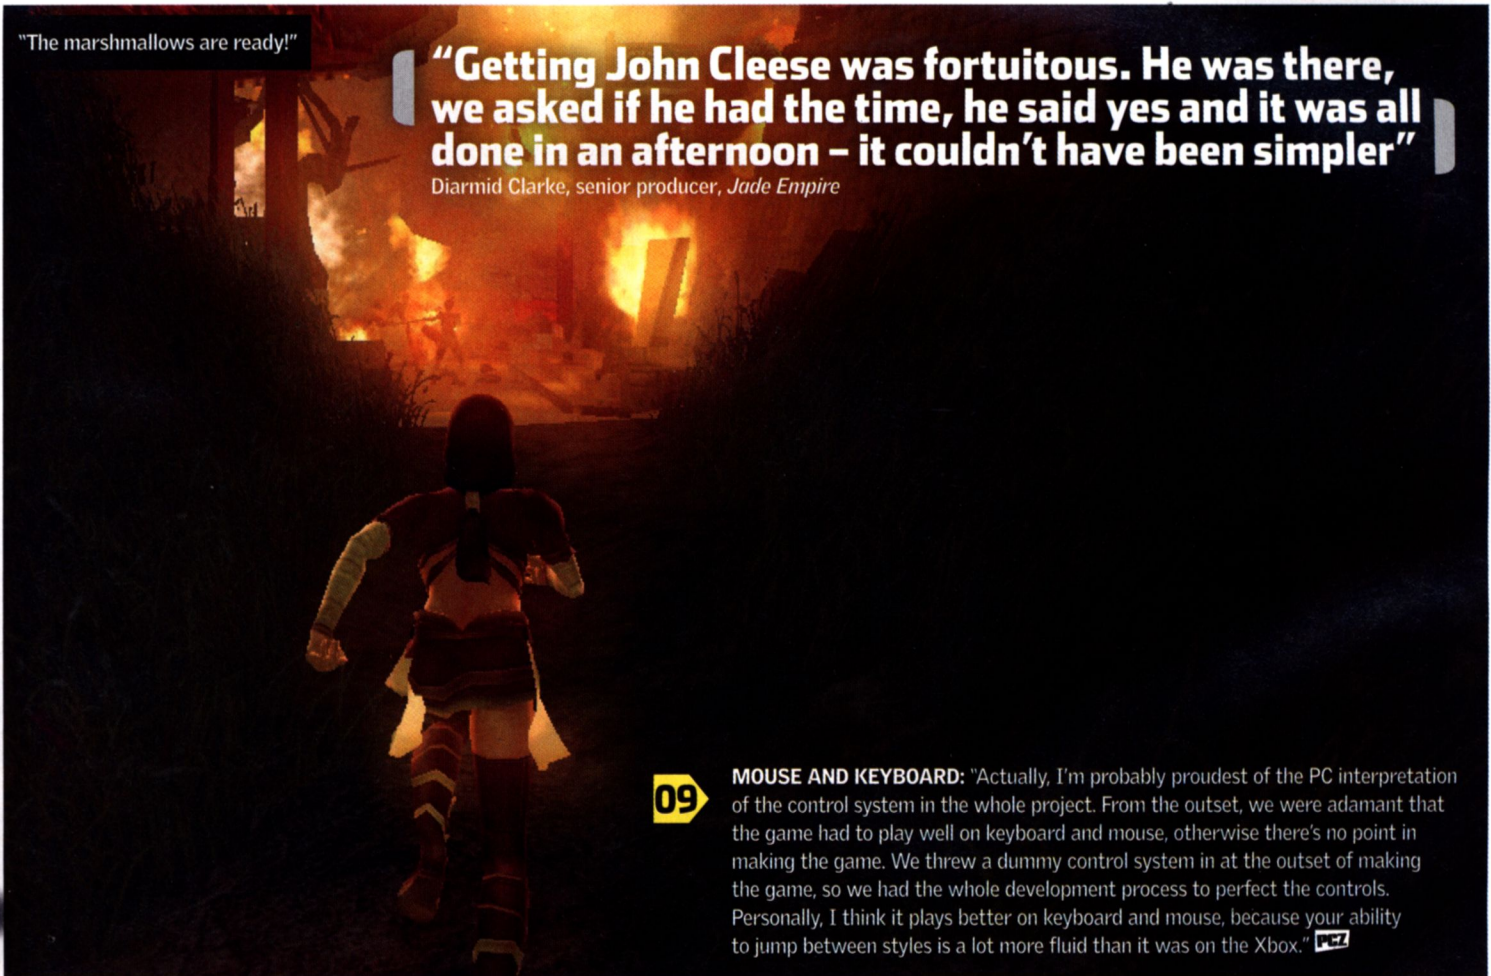 "The marshmallows are ready!"
“Getting John Cleese was fortuitous. He was there,
we asked if he had the time, he said yes and it was all
done in an afternoon – it couldn’t have been simpler”
Diarmid Clarke, senior producer, Jade Empire
09
MOUSE AND KEYBOARD: "Actually, I'm probably proudest of the PC interpretation
of the control system in the whole project. From the outset, we were adamant that
the game had to play well on keyboard and mouse, otherwise there's no point in
making the game. We threw a dummy control system in at the outset of making
the game, so we had the whole development process to perfect the controls.
Personally, I think it plays better on keyboard and mouse, because your ability
to jump between styles is a lot more fluid than it was on the Xbox." PCZ